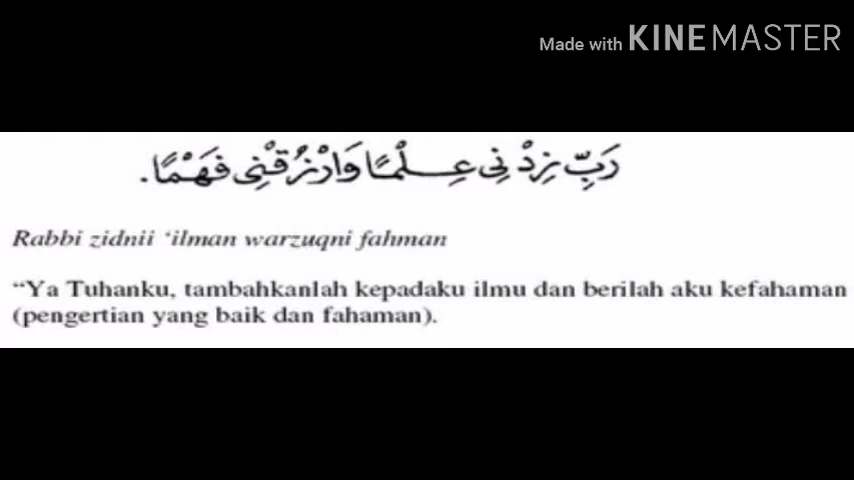 Made with KINEMASTER
رَبِّ زِدْنِي عِلْمًا وَارْزُقْنِي فَهْمًا.
Rabbi zidnii ‘ilman warzuqni fahman
“Ya Tuhanku, tambahkanlah kepadaku ilmu dan berilah aku kefahaman
(pengertian yang baik dan fahaman).